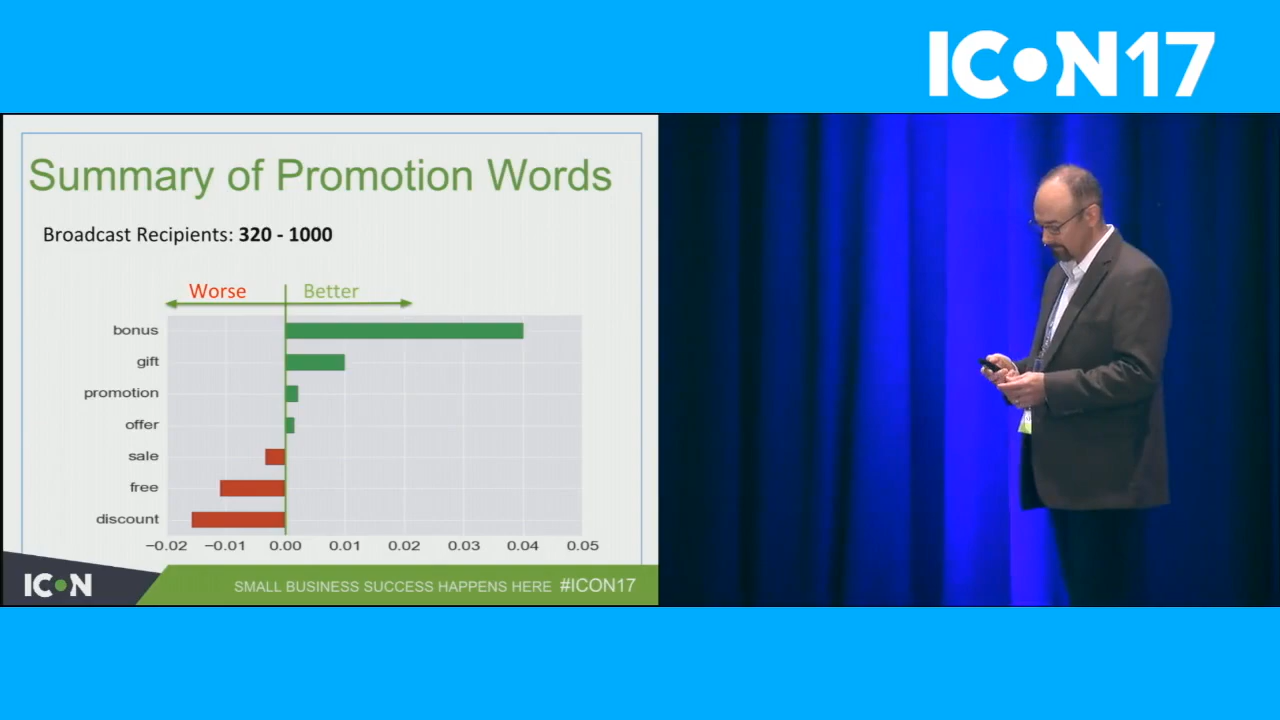 ICON17
Summary of Promotion Words
Broadcast Recipients: 320 - 1000
Worse Better
bonus
gift
promotion
offer
sale
free
discount
−0.02 −0.01 0.00 0.01 0.02 0.03 0.04 0.05
ICON
SMALL BUSINESS SUCCESS HAPPENS HERE #ICON17